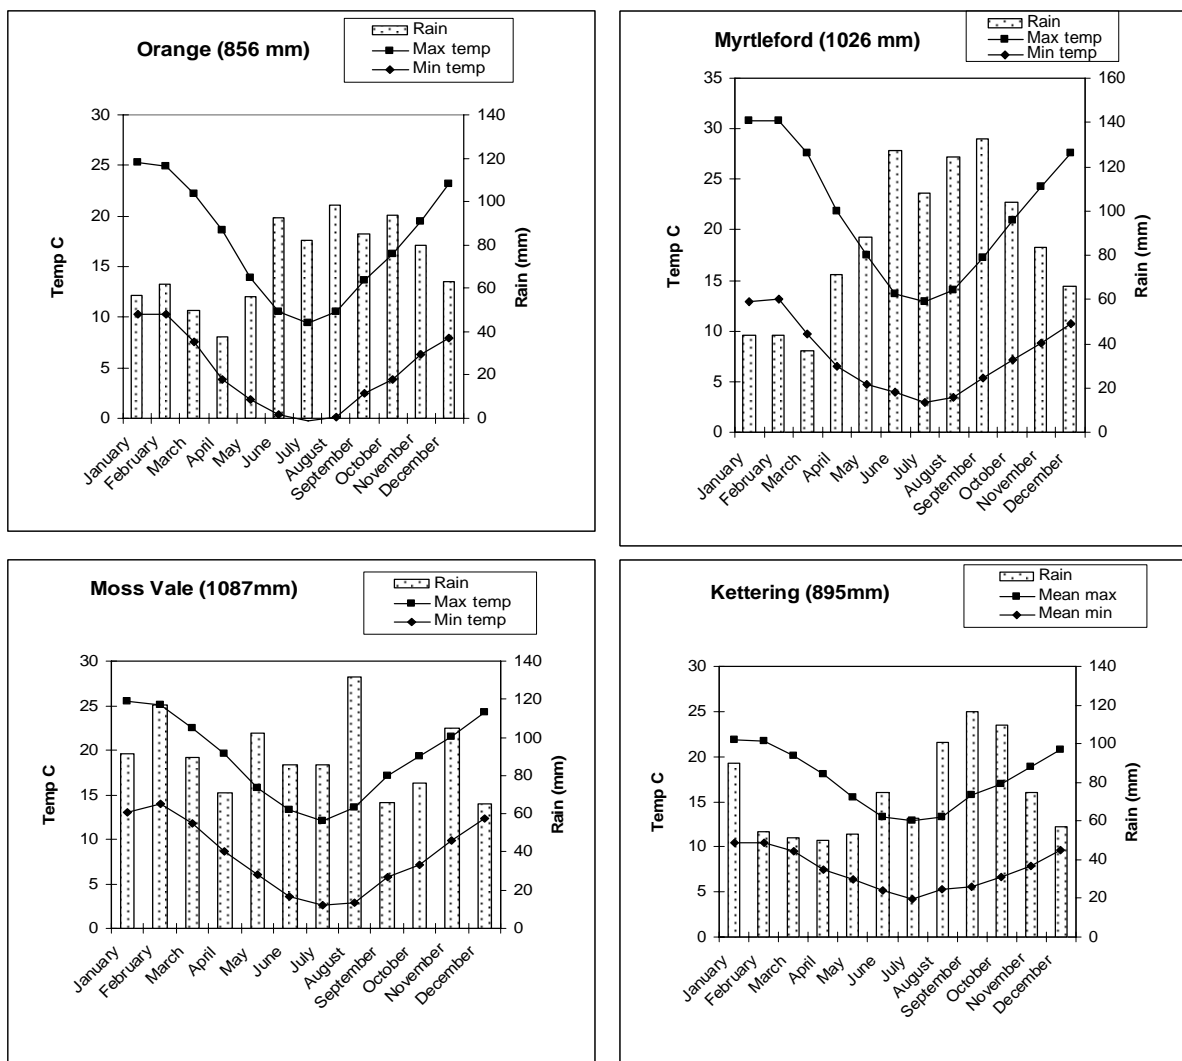 Orange (856 mm)
Rain
Max temp
Min temp
Temp C
30
25
20
15
10
5
0
Rain (mm)
140
120
100
80
60
40
20
0
January
February
March
April
May
June
July
August
September
October
November
December
Myrtleford (1026 mm)
Rain
Max temp
Min temp
Temp C
35
30
25
20
15
10
5
0
Rain (mm)
160
140
120
100
80
60
40
20
0
January
February
March
April
May
June
July
August
September
October
November
December
Moss Vale (1087mm)
Rain
Max temp
Min temp
Temp C
30
25
20
15
10
5
0
Rain (mm)
140
120
100
80
60
40
20
0
January
February
March
April
May
June
July
August
September
October
November
December
Kettering (895mm)
Rain
Mean max
Mean min
Temp C
30
25
20
15
10
5
0
Rain (mm)
140
120
100
80
60
40
20
0
January
February
March
April
May
June
July
August
September
October
November
December